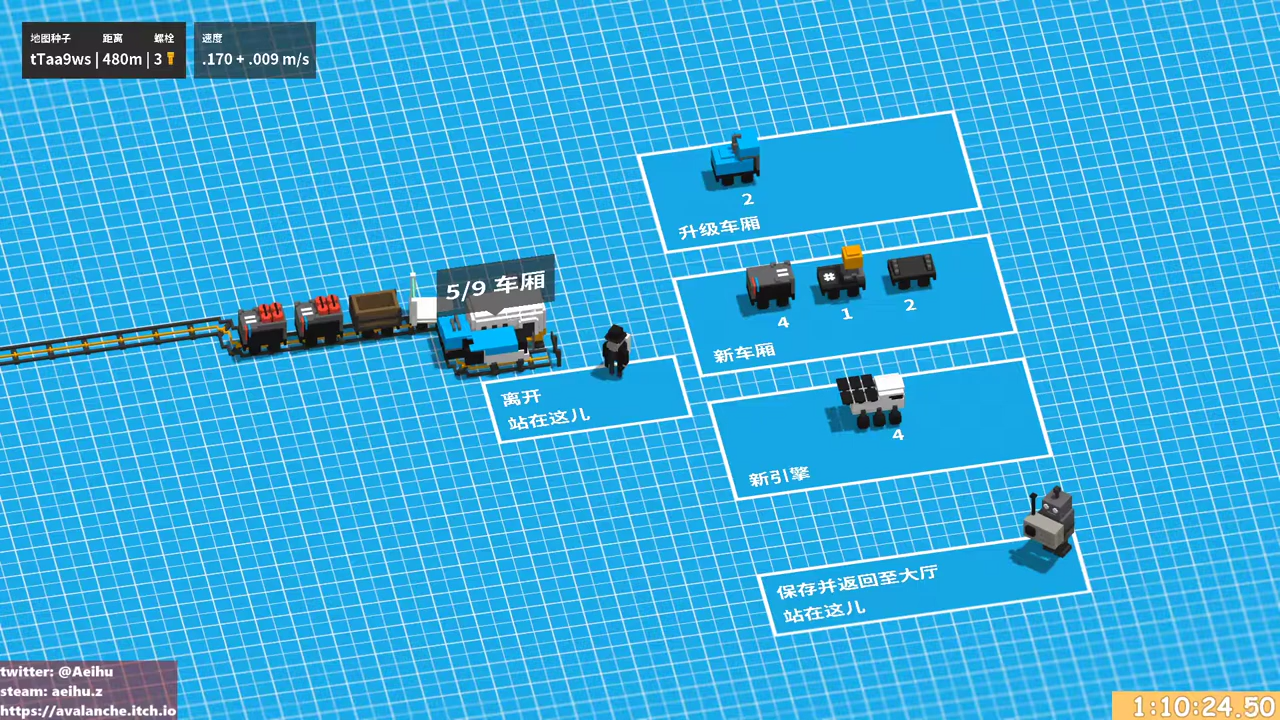 地图种子 距离 螺栓
tTaa9ws | 480m | 3
速度
.170 + .009 m/s
2
升级车厢
5/9 车厢
4 1 2
新车厢
离开
站在这儿
4
新引擎
保存并返回至大厅
站在这儿
twitter: @Aeihu
steam: aeihu.z
https://avalanche.itch.io
1:10:24.50